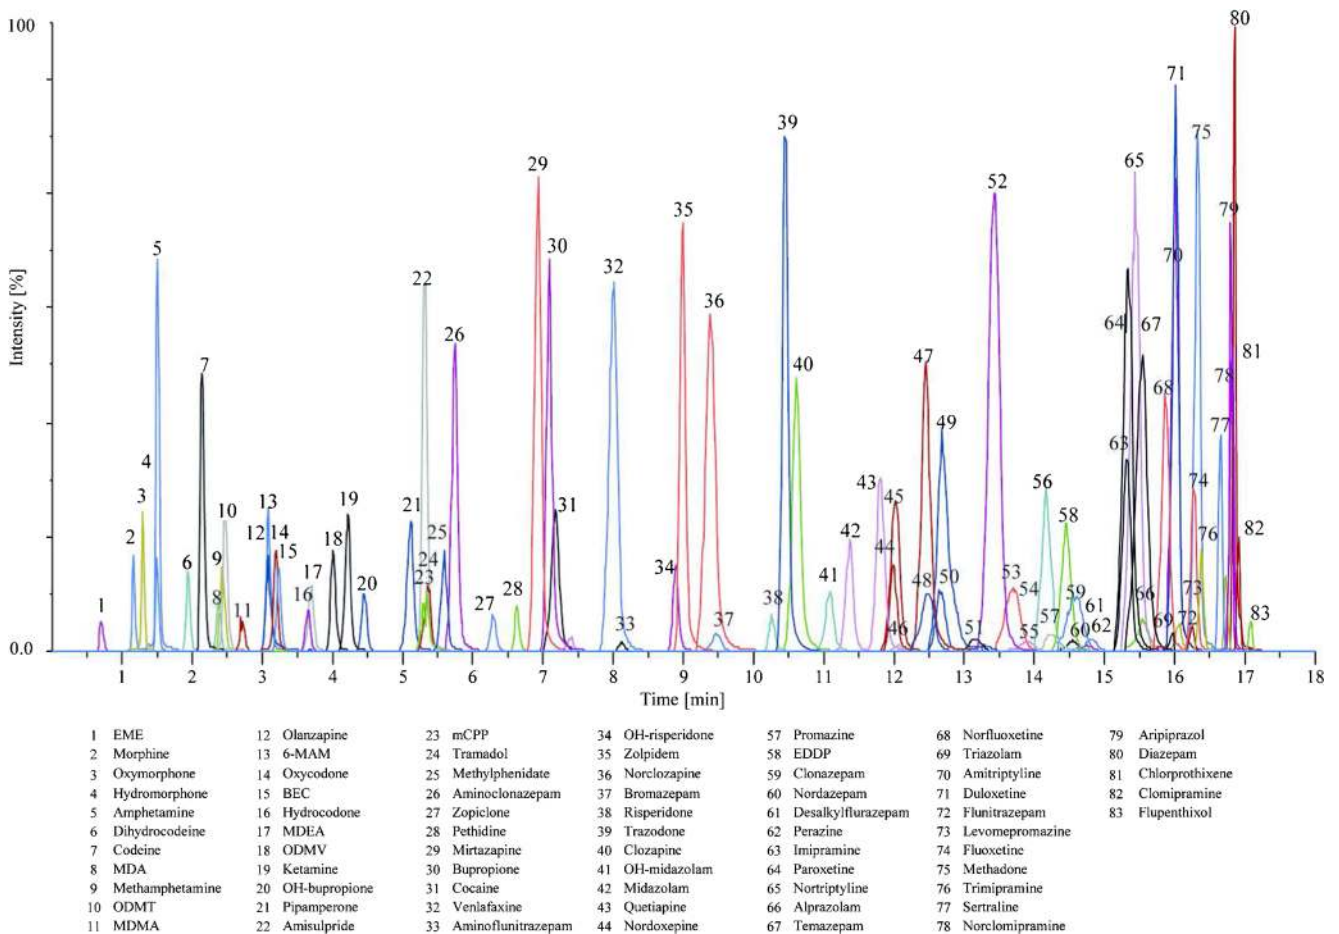 100
Intensity [%]
0.0
1
2
3
4
5
6
7
8
9
10
11
12
13
14
15
16
17
18
19
20
21
22
23
24
25
26
27
28
29
30
31
32
33
34
35
36
37
38
39
40
41
42
43
44
45
46
47
48
49
50
51
52
53
54
55
56
57
58
59
60
61
62
63
64
65
66
67
68
69
70
71
72
73
74
75
76
77
78
79
80
81
82
83
1 2 3 4 5 6 7 8 9 10 11 12 13 14 15 16 17 18
Time [min]
1 EME
2 Morphine
3 Oxymorphone
4 Hydromorphone
5 Amphetamine
6 Dihydrocodeine
7 Codeine
8 MDA
9 Methamphetamine
10 ODMT
11 MDMA
12 Olanzapine
13 6-MAM
14 Oxycodone
15 BEC
16 Hydrocodone
17 MDEA
18 ODMV
19 Ketamine
20 OH-bupropione
21 Pipamperone
22 Amisulpride
23 mCPP
24 Tramadol
25 Methylphenidate
26 Aminoclonazepam
27 Zopiclone
28 Pethidine
29 Mirtazapine
30 Bupropione
31 Cocaine
32 Venlafaxine
33 Aminoflunitrazepam
34 OH-risperidone
35 Zolpidem
36 Norclozapine
37 Bromazepam
38 Risperidone
39 Trazodone
40 Clozapine
41 OH-midazolam
42 Midazolam
43 Quetiapine
44 Nordoxepine
57 Promazine
58 EDDP
59 Clonazepam
60 Nordazepam
61 Desalkylflurazepam
62 Perazine
63 Imipramine
64 Paroxetine
65 Nortriptyline
66 Alprazolam
67 Temazepam
68 Norfluoxetine
69 Triazolam
70 Amitriptyline
71 Duloxetine
72 Flunitrazepam
73 Levomepromazine
74 Fluoxetine
75 Methadone
76 Trimipramine
77 Sertraline
78 Norclomipramine
79 Aripiprazol
80 Diazepam
81 Chlorprothixene
82 Clomipramine
83 Flupenthixol